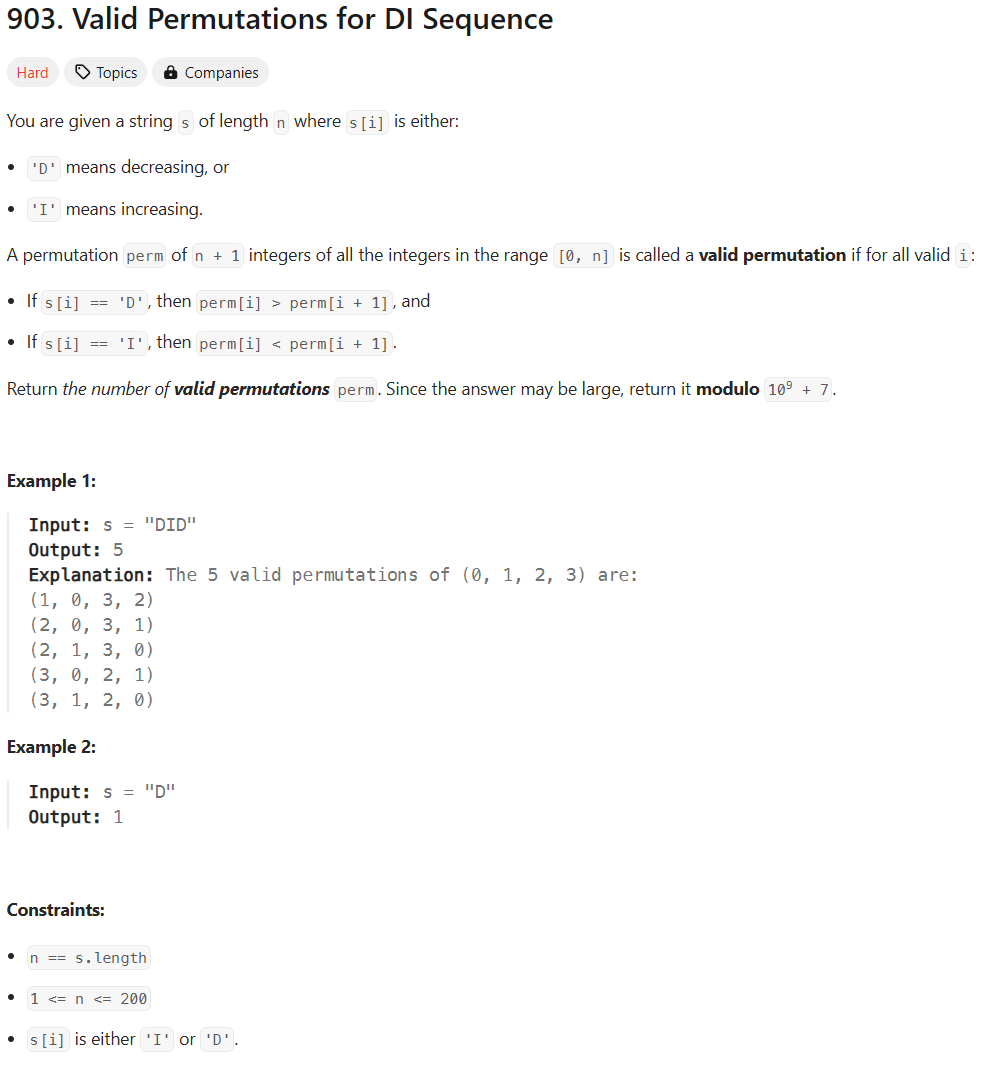 903. Valid Permutations for DI Sequence
Hard Topics Companies
You are given a string s of length n where s[i] is either:
• 'D' means decreasing, or
• 'I' means increasing.
A permutation perm of n + 1 integers of all the integers in the range [0, n] is called a valid permutation if for all valid i:
• If s[i] == 'D', then perm[i] > perm[i + 1], and
• If s[i] == 'I', then perm[i] < perm[i + 1].
Return the number of valid permutations perm. Since the answer may be large, return it modulo 10⁹ + 7.
Example 1:
Input: s = "DID"
Output: 5
Explanation: The 5 valid permutations of (0, 1, 2, 3) are:
(1, 0, 3, 2)
(2, 0, 3, 1)
(2, 1, 3, 0)
(3, 0, 2, 1)
(3, 1, 2, 0)
Example 2:
Input: s = "D"
Output: 1
Constraints:
• n == s.length
• 1 <= n <= 200
• s[i] is either 'I' or 'D'.